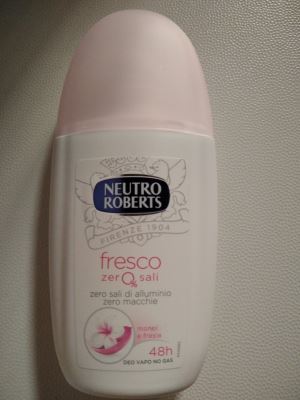 NEUTRO
ROBERTS
FIRENZE 1904
fresco
zer0% sali
zero sali di alluminio
zero macchie
monoi
e fresia
48h
DEO VAPO NO GAS